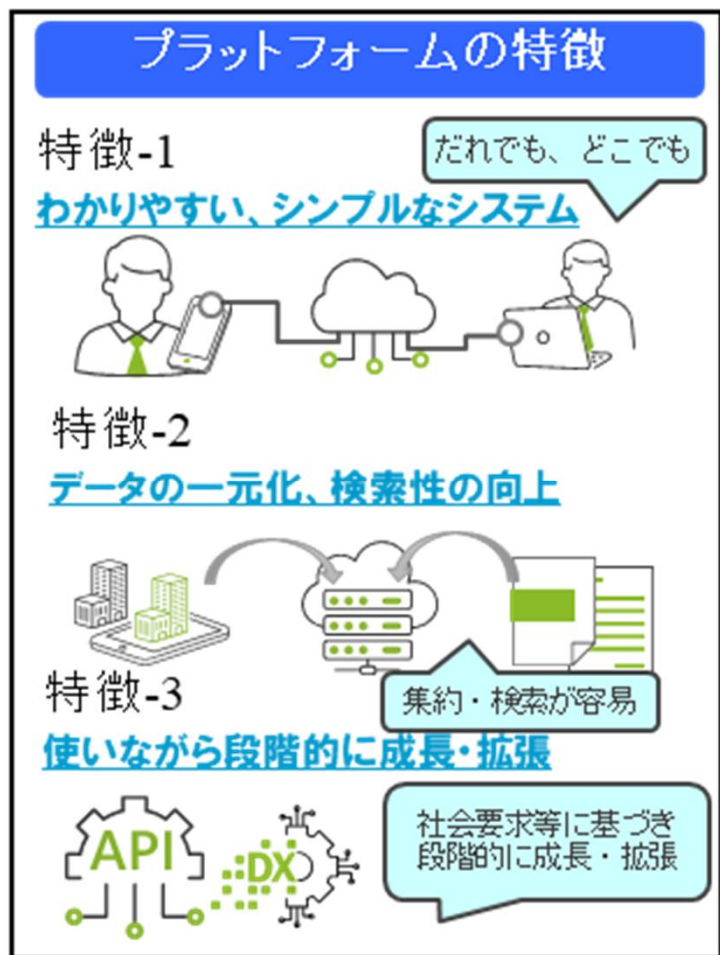 プラットフォームの特徴
特徴-1
だれでも、どこでも
わかりやすい、シンプルなシステム
特徴-2
データの一元化、検索性の向上
特徴-3
集約・検索が容易
使いながら段階的に成長・拡張
API
DX
社会要求等に基づき
段階的に成長・拡張